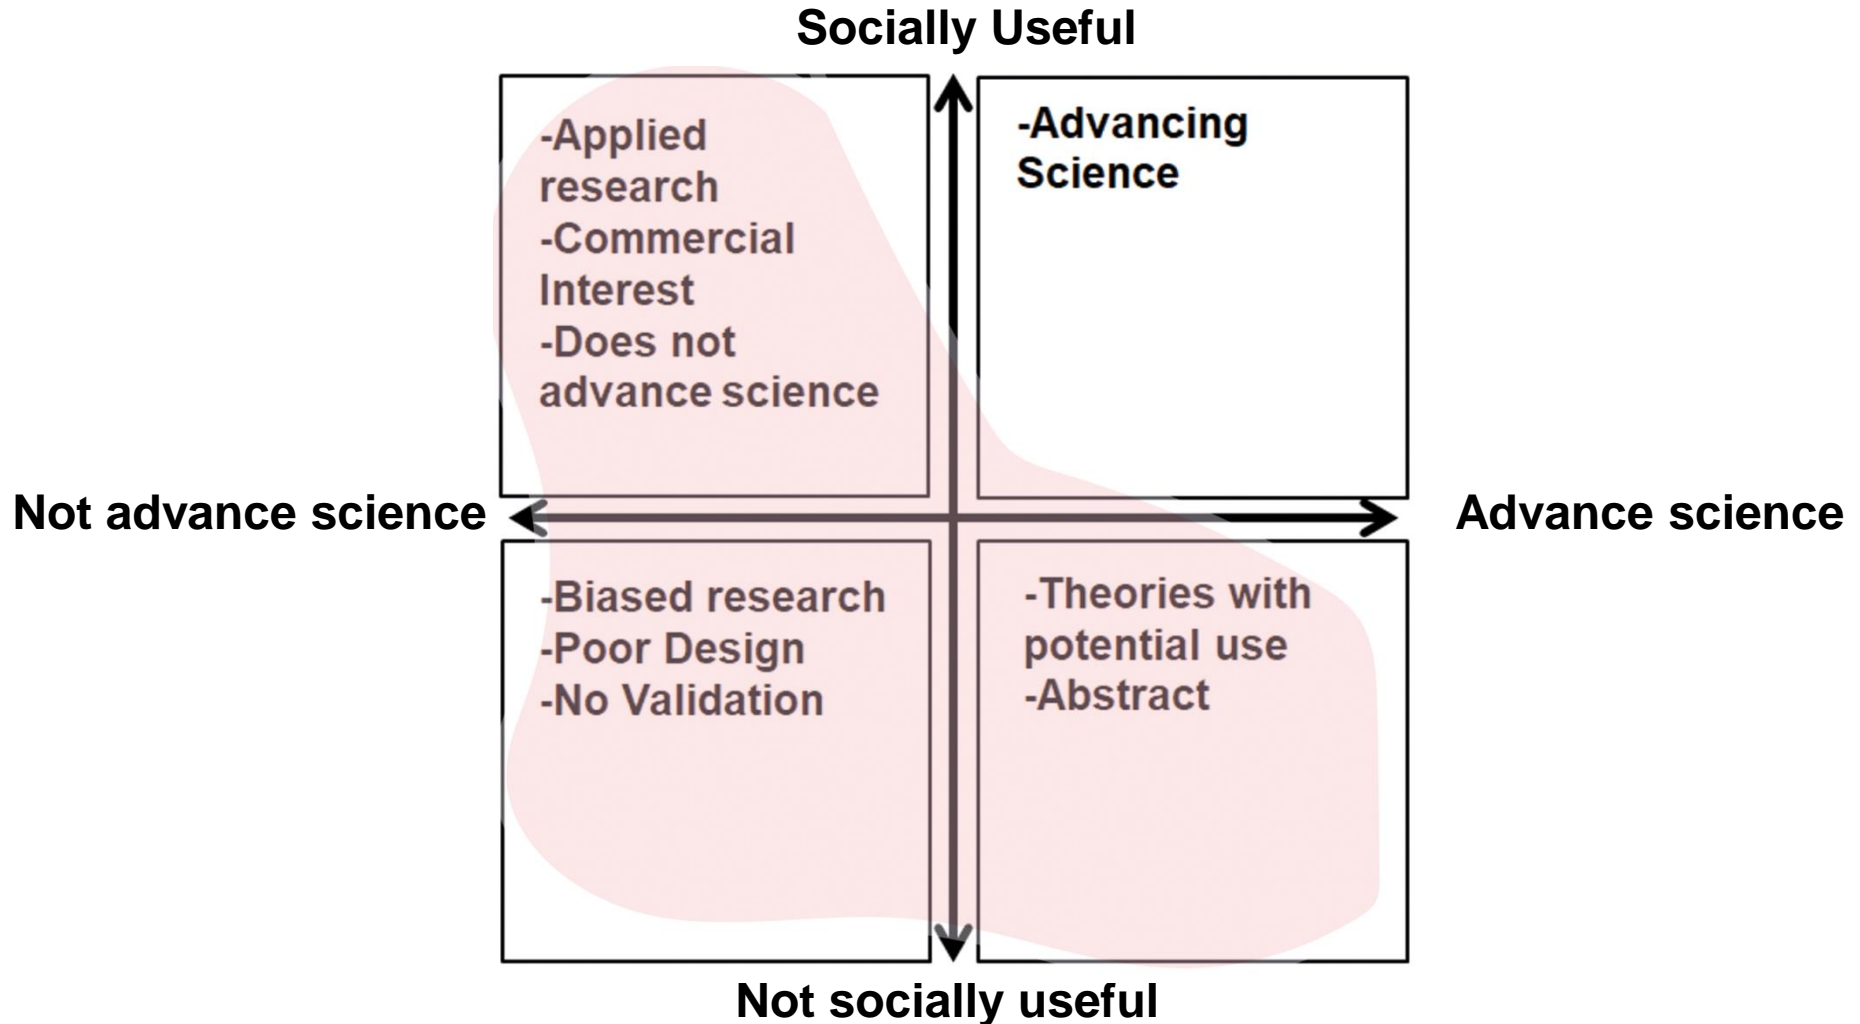 Socially Useful
-Applied
research
-Commercial
Interest
-Does not
advance science
-Advancing
Science
Not advance science
Advance science
-Biased research
-Poor Design
-No Validation
-Theories with
potential use
-Abstract
Not socially useful